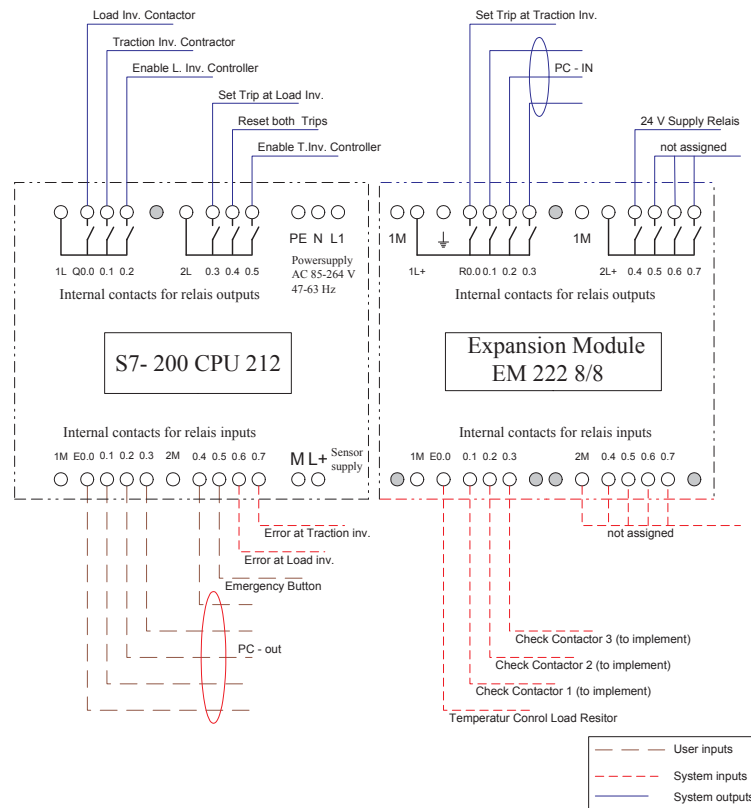 Load Inv. Contactor
Traction Inv. Contractor
Enable L. Inv. Controller
Set Trip at Load Inv.
Reset both Trips
Enable T.Inv. Controller
Set Trip at Traction Inv.
PC - IN
24 V Supply Relais
not assigned
PE N L1
1L Q0.0 0.1 0.2 2L 0.3 0.4 0.5
Powersupply
AC 85-264 V
47-63 Hz
Internal contacts for relais outputs
S7- 200 CPU 212
Internal contacts for relais inputs
1M E0.0 0.1 0.2 0.3 2M 0.4 0.5 0.6 0.7
M L+ Sensor
supply
1M 1M
1L+ R0.0 0.1 0.2 0.3 2L+ 0.4 0.5 0.6 0.7
Internal contacts for relais outputs
Expansion Module
EM 222 8/8
Internal contacts for relais inputs
1M E0.0 0.1 0.2 0.3 2M 0.4 0.5 0.6 0.7
Error at Traction inv.
Error at Load inv.
Emergency Button
PC - out
not assigned
Check Contactor 3 (to implement)
Check Contactor 2 (to implement)
Check Contactor 1 (to implement)
Temperatur Conrol Load Resitor
User inputs
System inputs
System outputs